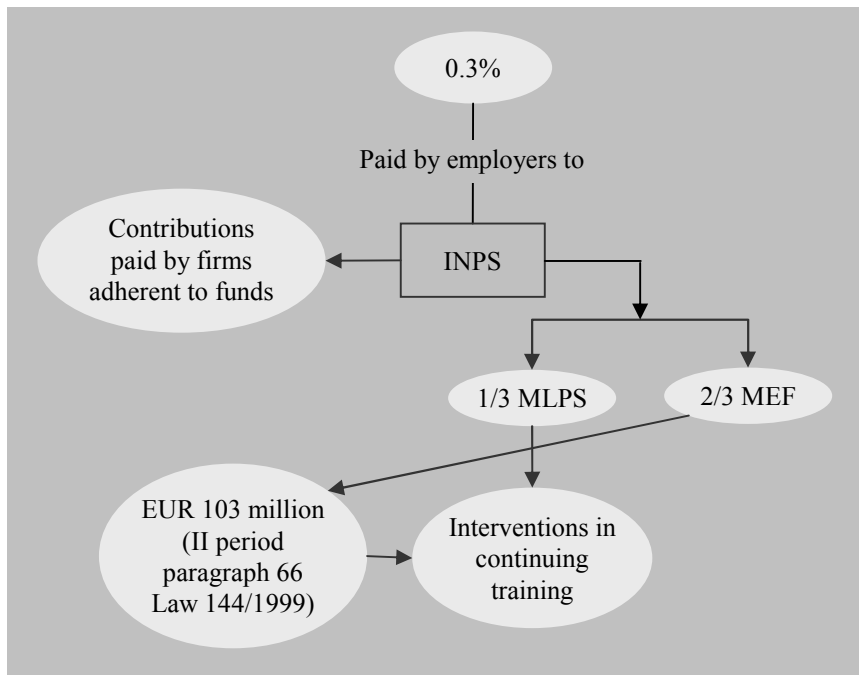 0.3%
Paid by employers to
Contributions
paid by firms
adherent to funds
INPS
1/3 MLPS
2/3 MEF
EUR 103 million
(II period
paragraph 66
Law 144/1999)
Interventions in
continuing
training